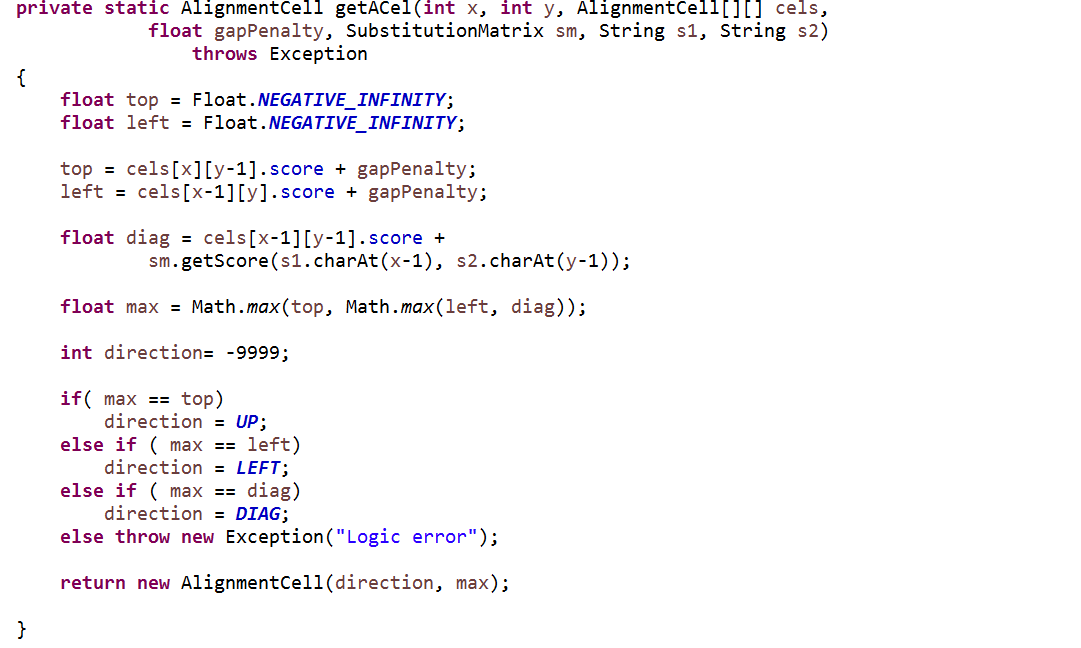 private static AlignmentCell getACel(int x, int y, AlignmentCell[][] cels,
float gapPenalty, SubstitutionMatrix sm, String s1, String s2)
throws Exception
{
float top = Float.NEGATIVE_INFINITY;
float left = Float.NEGATIVE_INFINITY;
top = cels[x][y-1].score + gapPenalty;
left = cels[x-1][y].score + gapPenalty;
float diag = cels[x-1][y-1].score +
sm.getScore(s1.charAt(x-1), s2.charAt(y-1));
float max = Math.max(top, Math.max(left, diag));
int direction= -9999;
if( max == top)
direction = UP;
else if ( max == left)
direction = LEFT;
else if ( max == diag)
direction = DIAG;
else throw new Exception("Logic error");
return new AlignmentCell(direction, max);
}